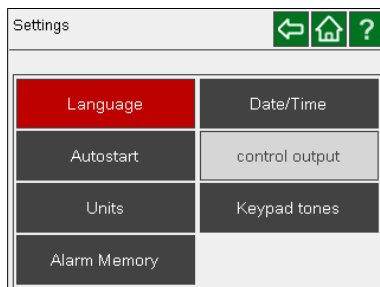 Settings
?
Language
Date/Time
Autostart
control output
Units
Keypad tones
Alarm Memory